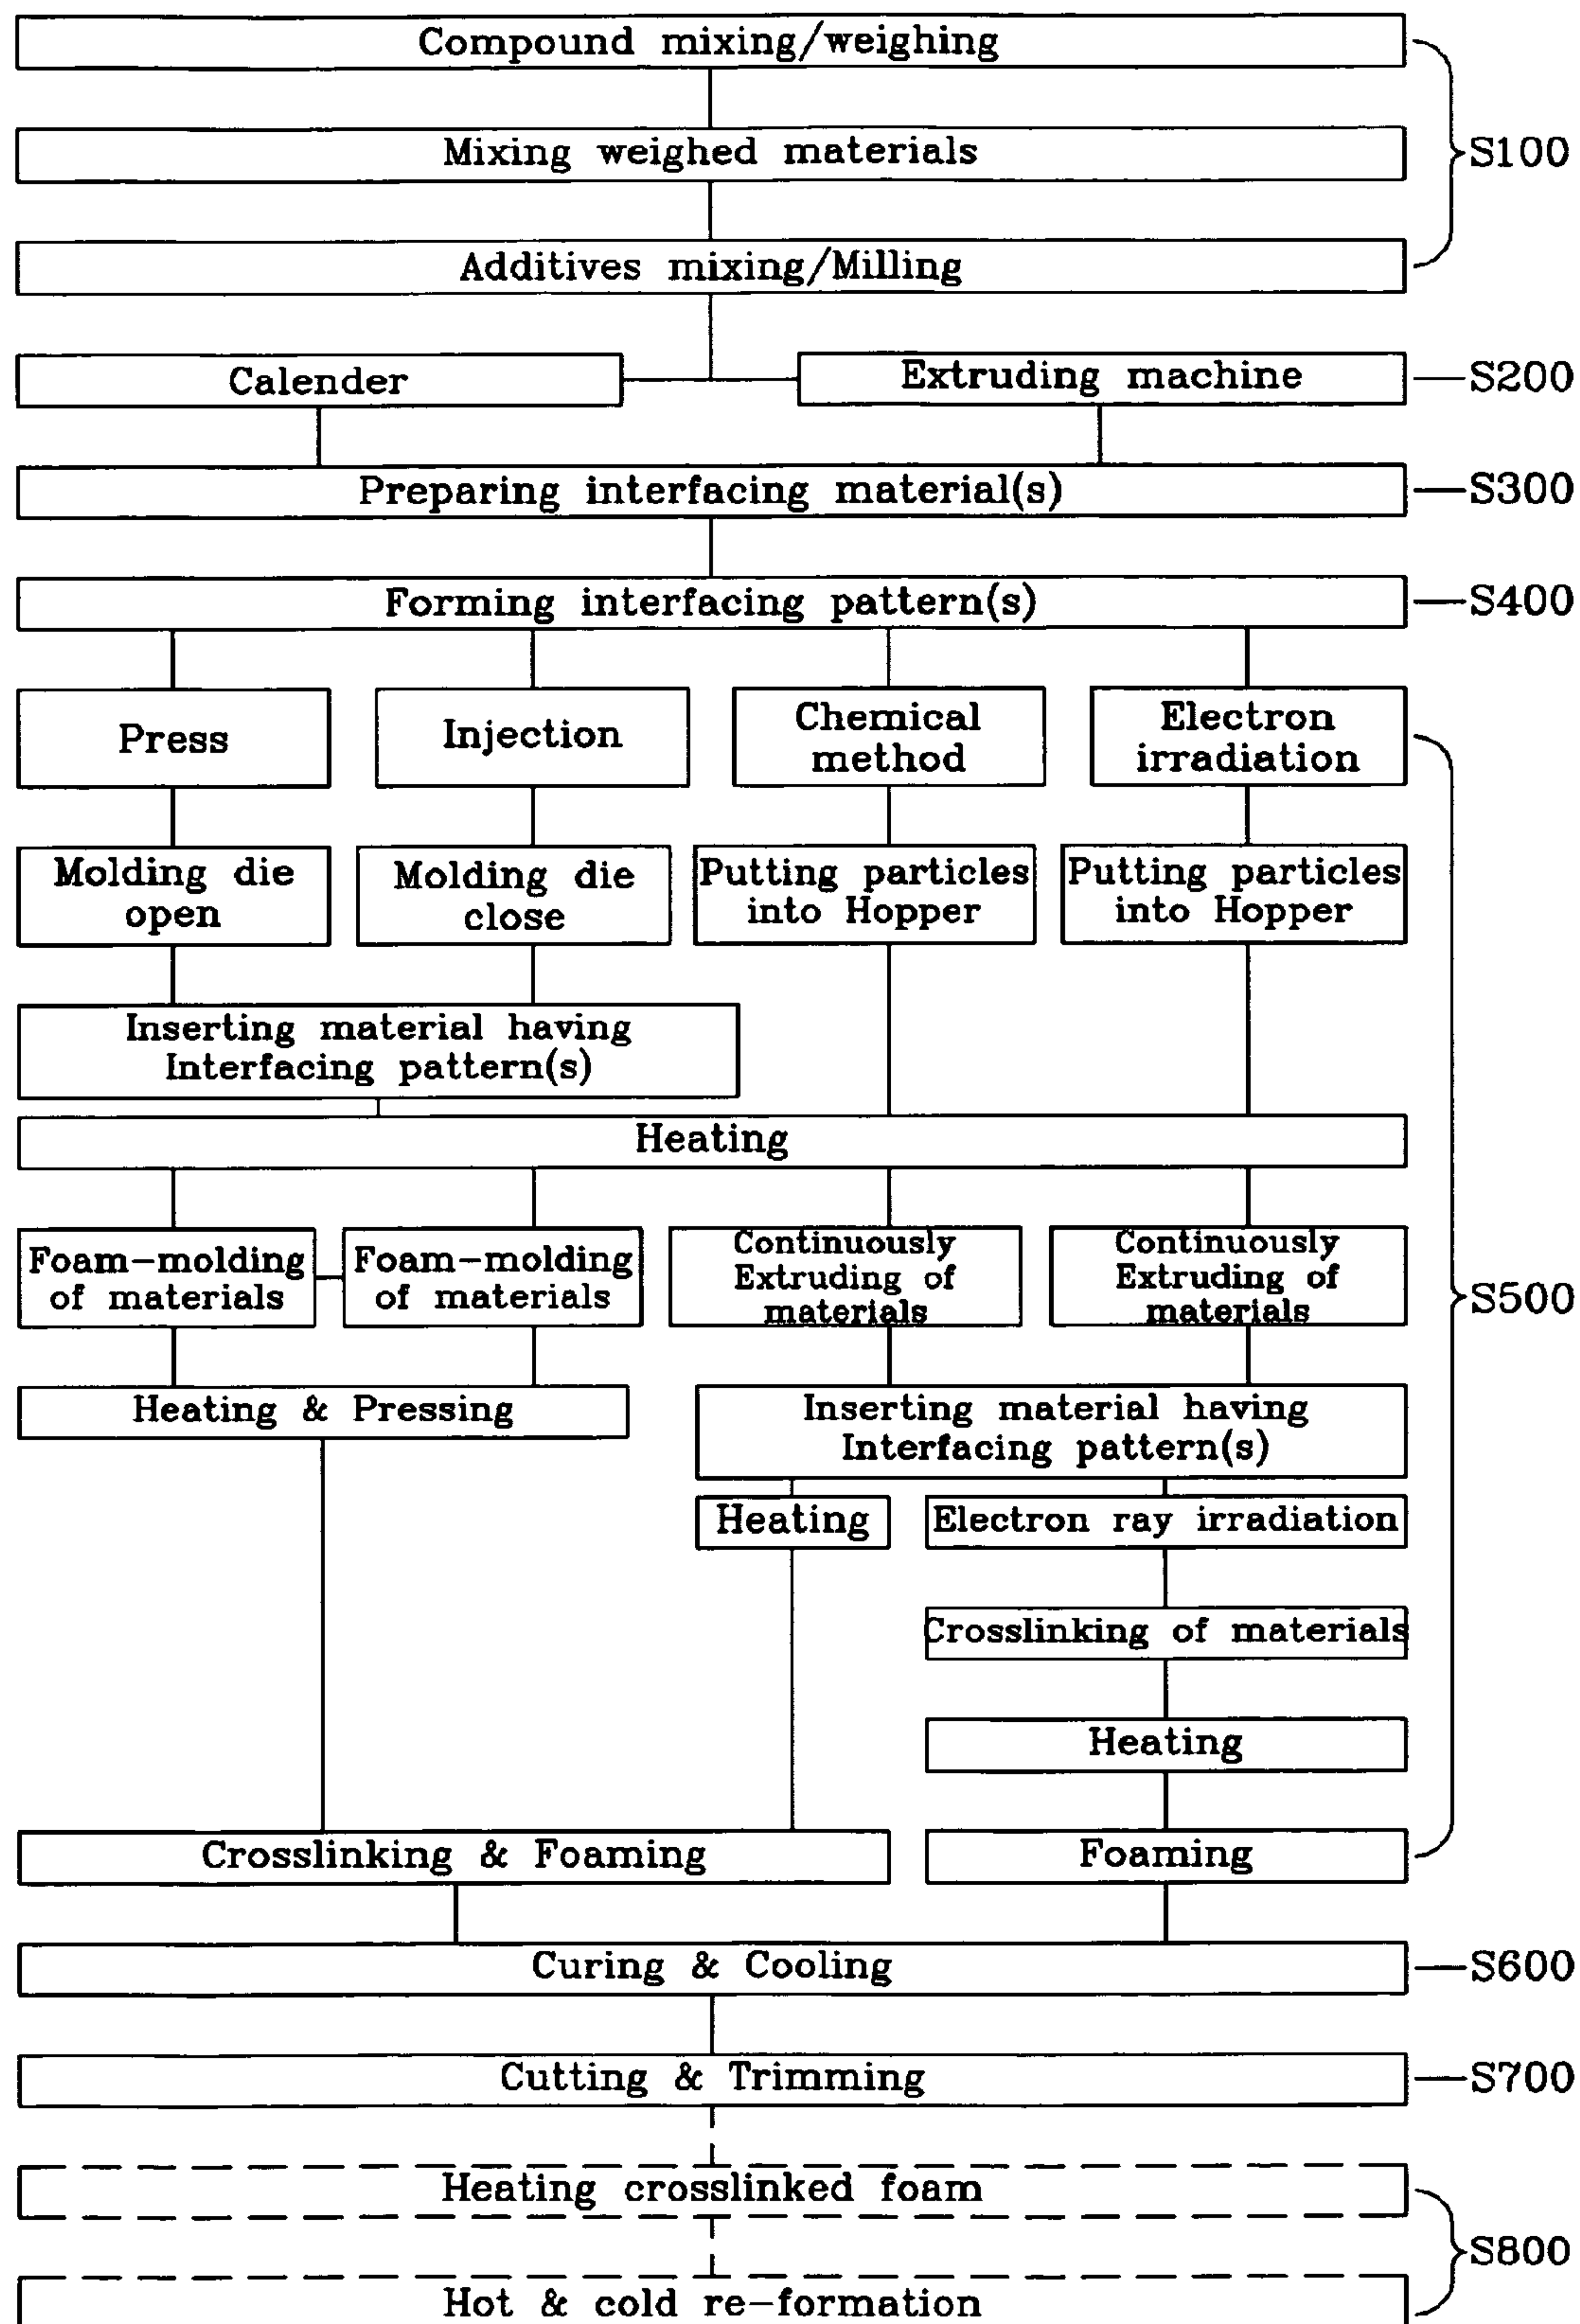 Compound mixing/weighing
Mixing weighed materials
S100
Additives mixing/Milling
Calender
Extruding machine
S200
Preparing interfacing material(s)
S300
Forming interfacing pattern(s)
S400
Press
Injection
Chemical
method
Electron
irradiation
Molding die
open
Molding die
close
Putting particles
into Hopper
Putting particles
into Hopper
Inserting material having
Interfacing pattern(s)
Heating
Foam-molding
of materials
Foam-molding
of materials
Continuously
Extruding of
materials
Continuously
Extruding of
materials
S500
Heating & Pressing
Inserting material having
Interfacing pattern(s)
Heating
Electron ray irradiation
Crosslinking of materials
Heating
Crosslinking & Foaming
Foaming
Curing & Cooling
S600
Cutting & Trimming
S700
Heating crosslinked foam
S800
Hot & cold re-formation